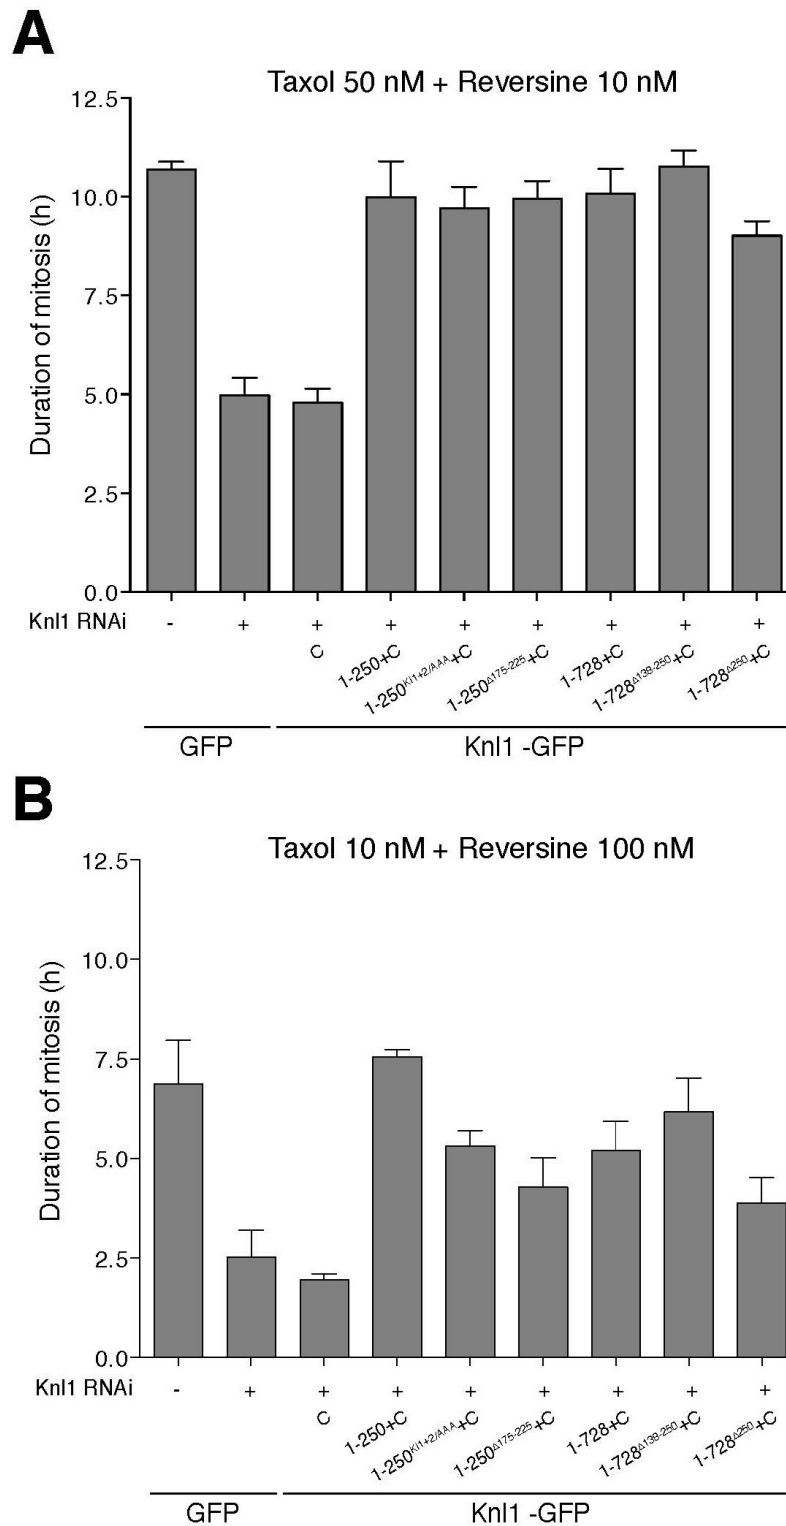 A
Taxol 50 nM + Reversine 10 nM
Duration of mitosis (h)
12.5
10.0
7.5
5.0
2.5
0.0
Knl1 RNAi - + + + + + + + +
C 1-250+C 1-250KI1+2/AAA+C 1-250Δ175-225+C 1-728+C 1-728Δ138-250+C 1-728Δ250+C
GFP Knl1 -GFP
B
Taxol 10 nM + Reversine 100 nM
Duration of mitosis (h)
12.5
10.0
7.5
5.0
2.5
0.0
Knl1 RNAi - + + + + + + + +
C 1-250+C 1-250KI1+2/AAA+C 1-250Δ175-225+C 1-728+C 1-728Δ138-250+C 1-728Δ250+C
GFP Knl1 -GFP